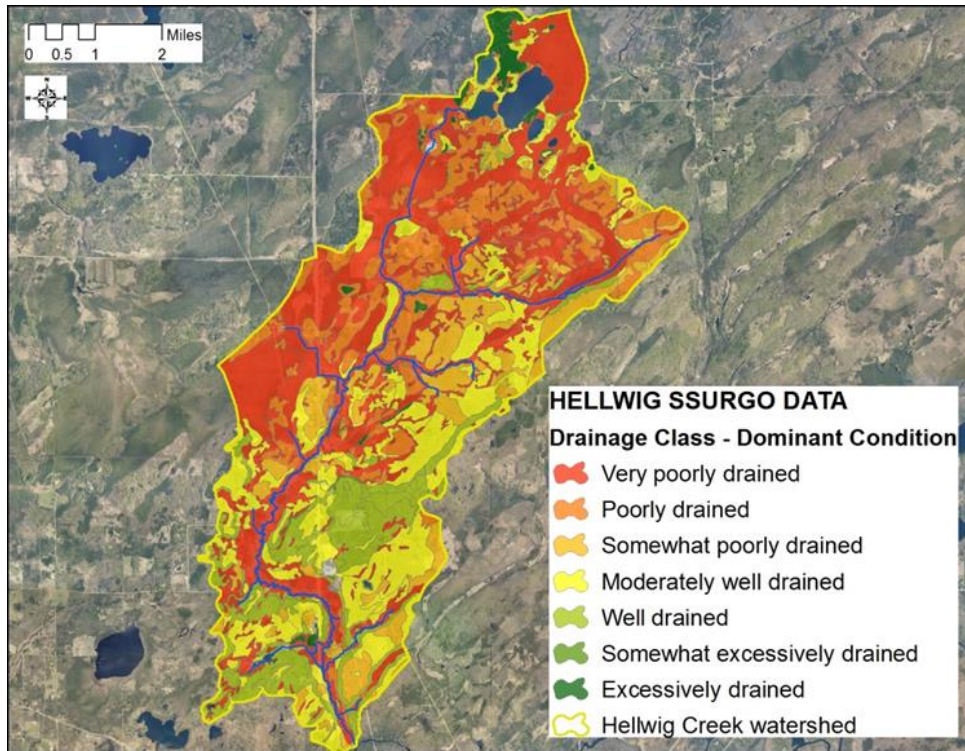 Miles
0 0.5 1 2
HELLWIG SSURGO DATA
Drainage Class - Dominant Condition
Very poorly drained
Poorly drained
Somewhat poorly drained
Moderately well drained
Well drained
Somewhat excessively drained
Excessively drained
Hellwig Creek watershed